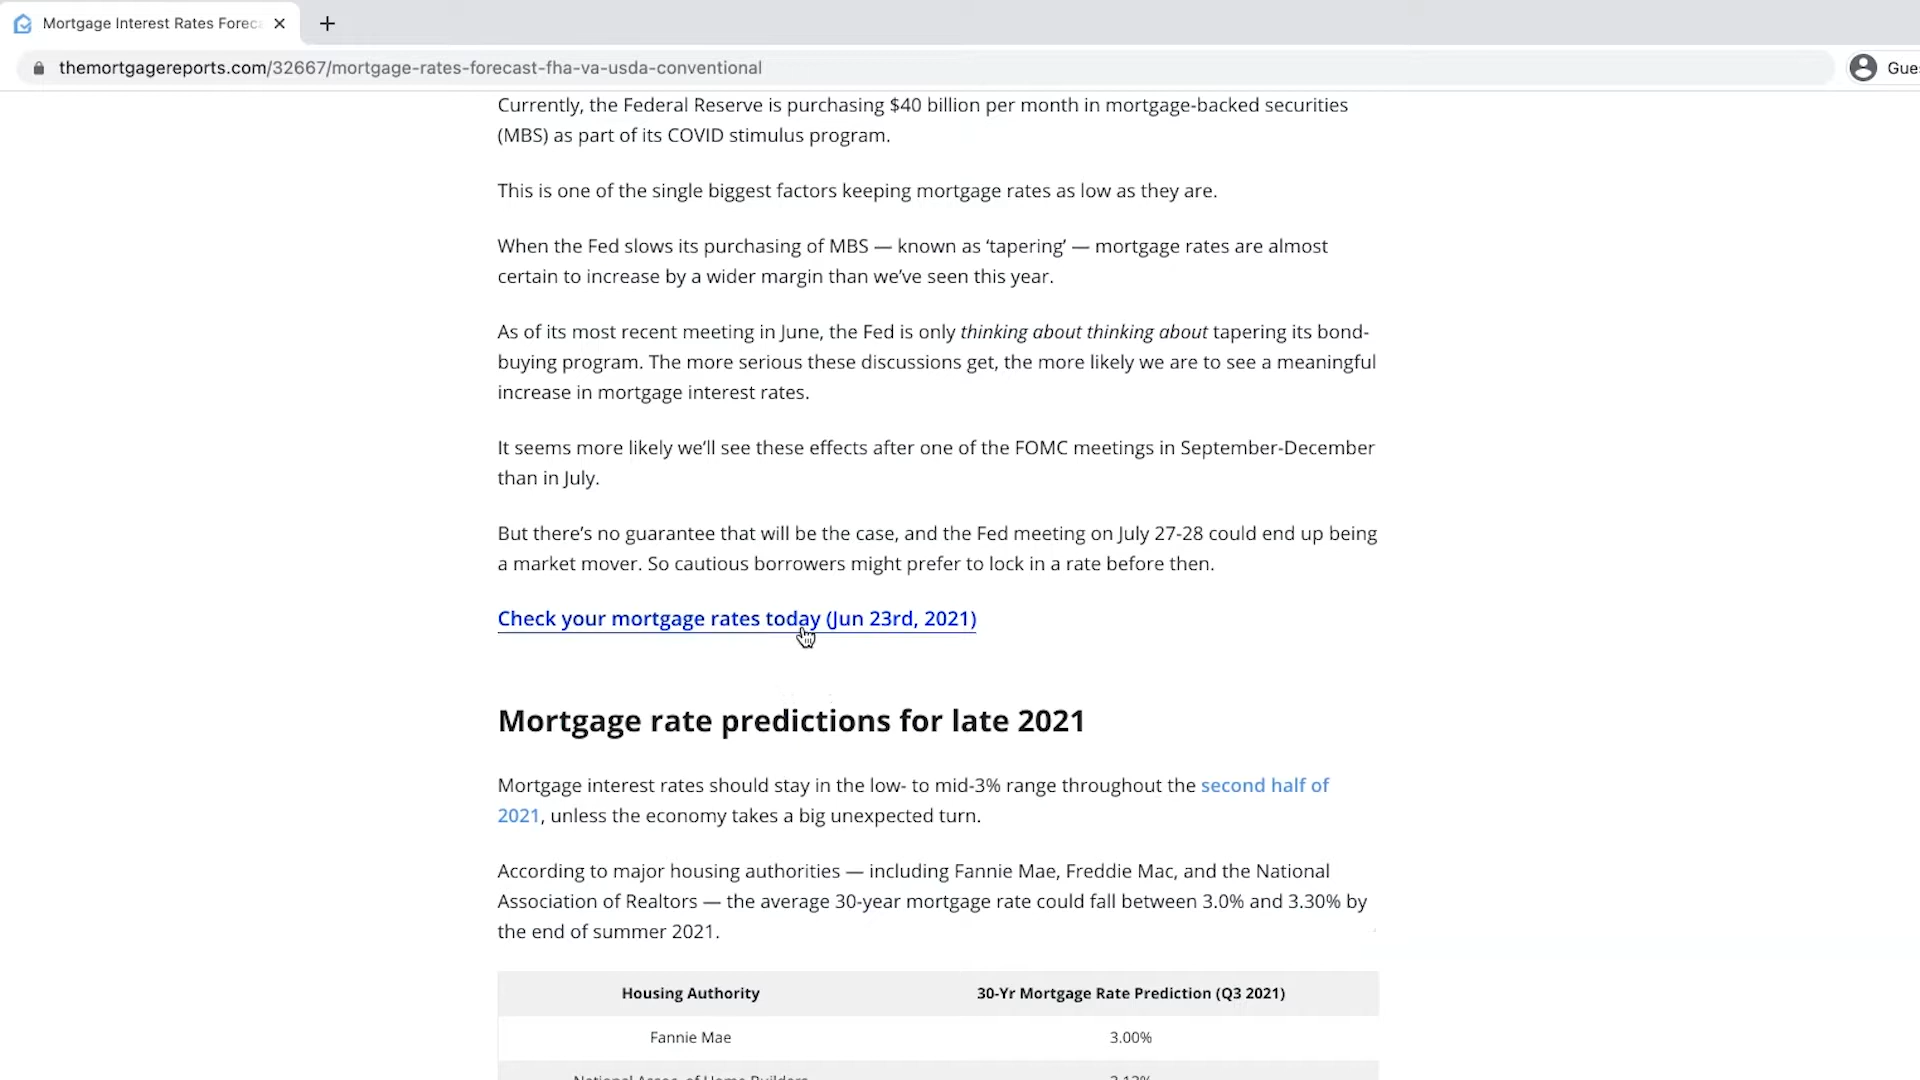 Mortgage Interest Rates Forec
themortgagereports.com/32667/mortgage-rates-forecast-fha-va-usda-conventional
Gue
Currently, the Federal Reserve is purchasing $40 billion per month in mortgage-backed securities
(MBS) as part of its COVID stimulus program.
This is one of the single biggest factors keeping mortgage rates as low as they are.
When the Fed slows its purchasing of MBS — known as ‘tapering’ — mortgage rates are almost
certain to increase by a wider margin than we’ve seen this year.
As of its most recent meeting in June, the Fed is only thinking about thinking about tapering its bond-
buying program. The more serious these discussions get, the more likely we are to see a meaningful
increase in mortgage interest rates.
It seems more likely we’ll see these effects after one of the FOMC meetings in September-December
than in July.
But there’s no guarantee that will be the case, and the Fed meeting on July 27-28 could end up being
a market mover. So cautious borrowers might prefer to lock in a rate before then.
Check your mortgage rates today (Jun 23rd, 2021)
Mortgage rate predictions for late 2021
Mortgage interest rates should stay in the low- to mid-3% range throughout the second half of
2021, unless the economy takes a big unexpected turn.
According to major housing authorities — including Fannie Mae, Freddie Mac, and the National
Association of Realtors — the average 30-year mortgage rate could fall between 3.0% and 3.30% by
the end of summer 2021.
Housing Authority 30-Yr Mortgage Rate Prediction (Q3 2021)
Fannie Mae 3.00%
National Assoc. of Home Builders